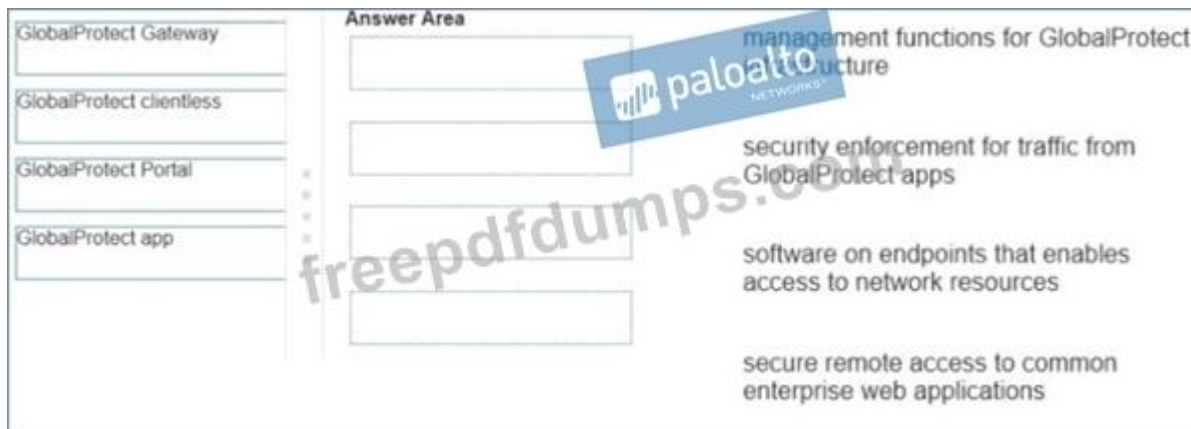 Answer Area
GlobalProtect Gateway
GlobalProtect clientless
GlobalProtect Portal
GlobalProtect app
management functions for GlobalProtect
infrastructure
security enforcement for traffic from
GlobalProtect apps
software on endpoints that enables
access to network resources
secure remote access to common
enterprise web applications
paloalto
NETWORKS
freepdfdumps.com